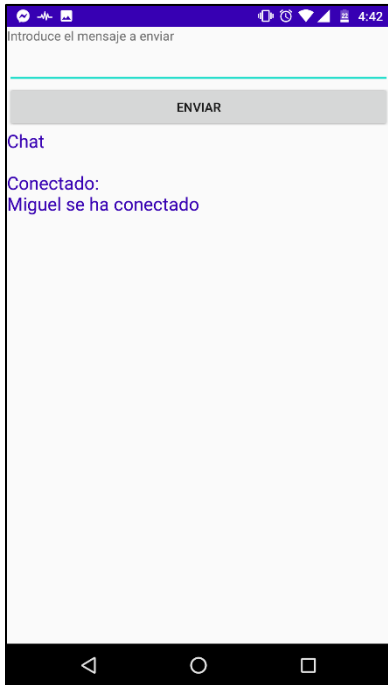 4:42
Introduce el mensaje a enviar
ENVIAR
Chat
Conectado:
Miguel se ha conectado